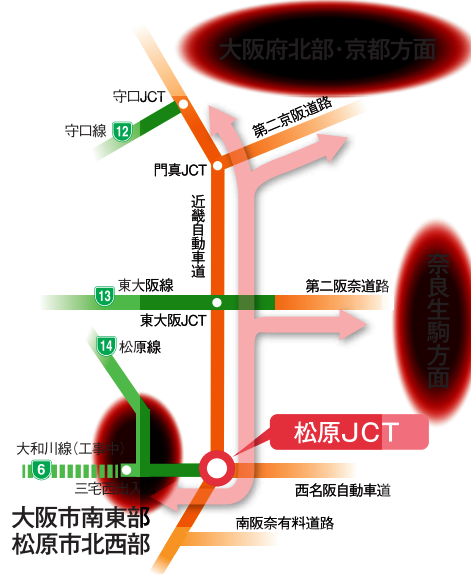 大阪府北部・京都方面
守口JCT
守口線
12
第二京阪道路
門真JCT
近畿自動車道
奈良生駒方面
東大阪線
13
第二阪奈道路
東大阪JCT
14
松原線
松原JCT
大和川線(工事中)
6
三宅西出入
西名阪自動車道
大阪市南東部
松原市北西部
南阪奈有料道路